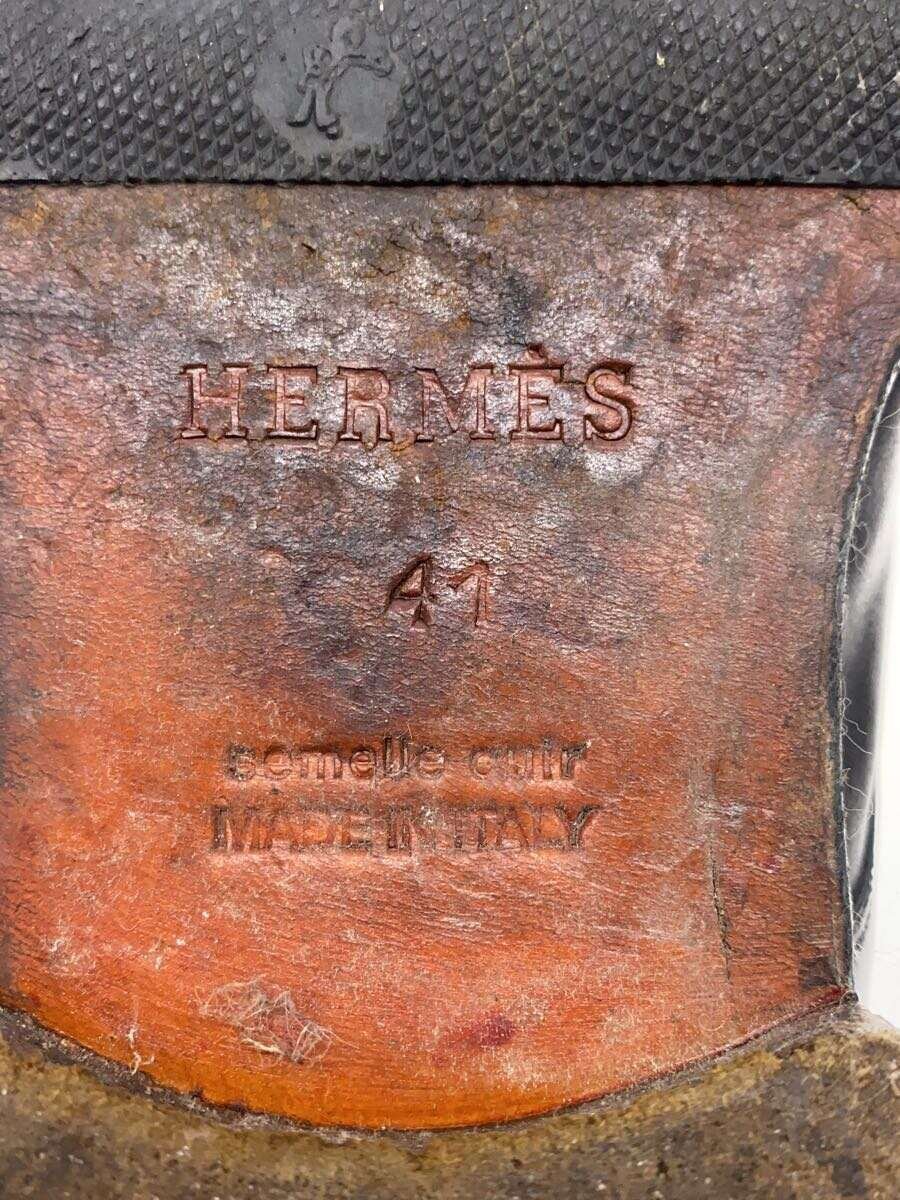 HERMÈS
41
semelle cuir
MADE IN ITALY